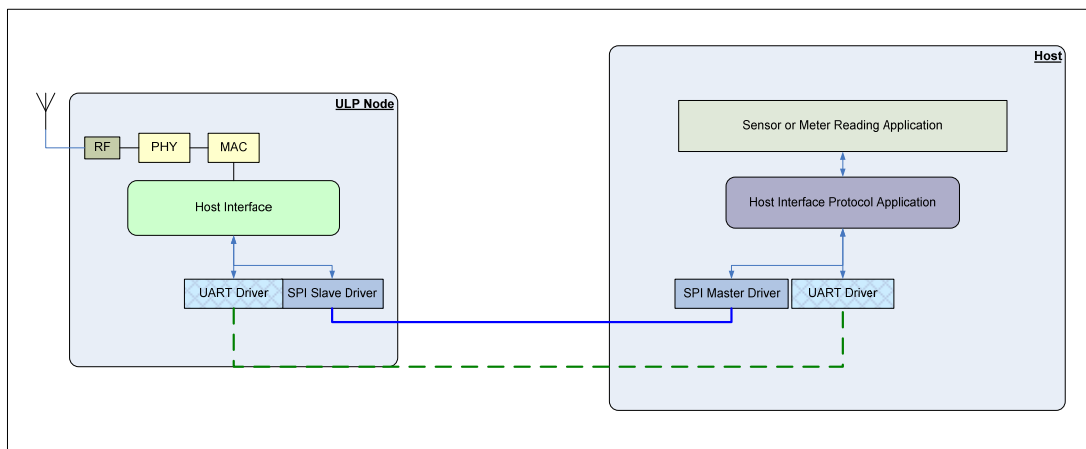 Host
ULP Node
Sensor or Meter Reading Application
RF
PHY
MAC
Host Interface
Host Interface Protocol Application
UART Driver
SPI Slave Driver
SPI Master Driver
UART Driver